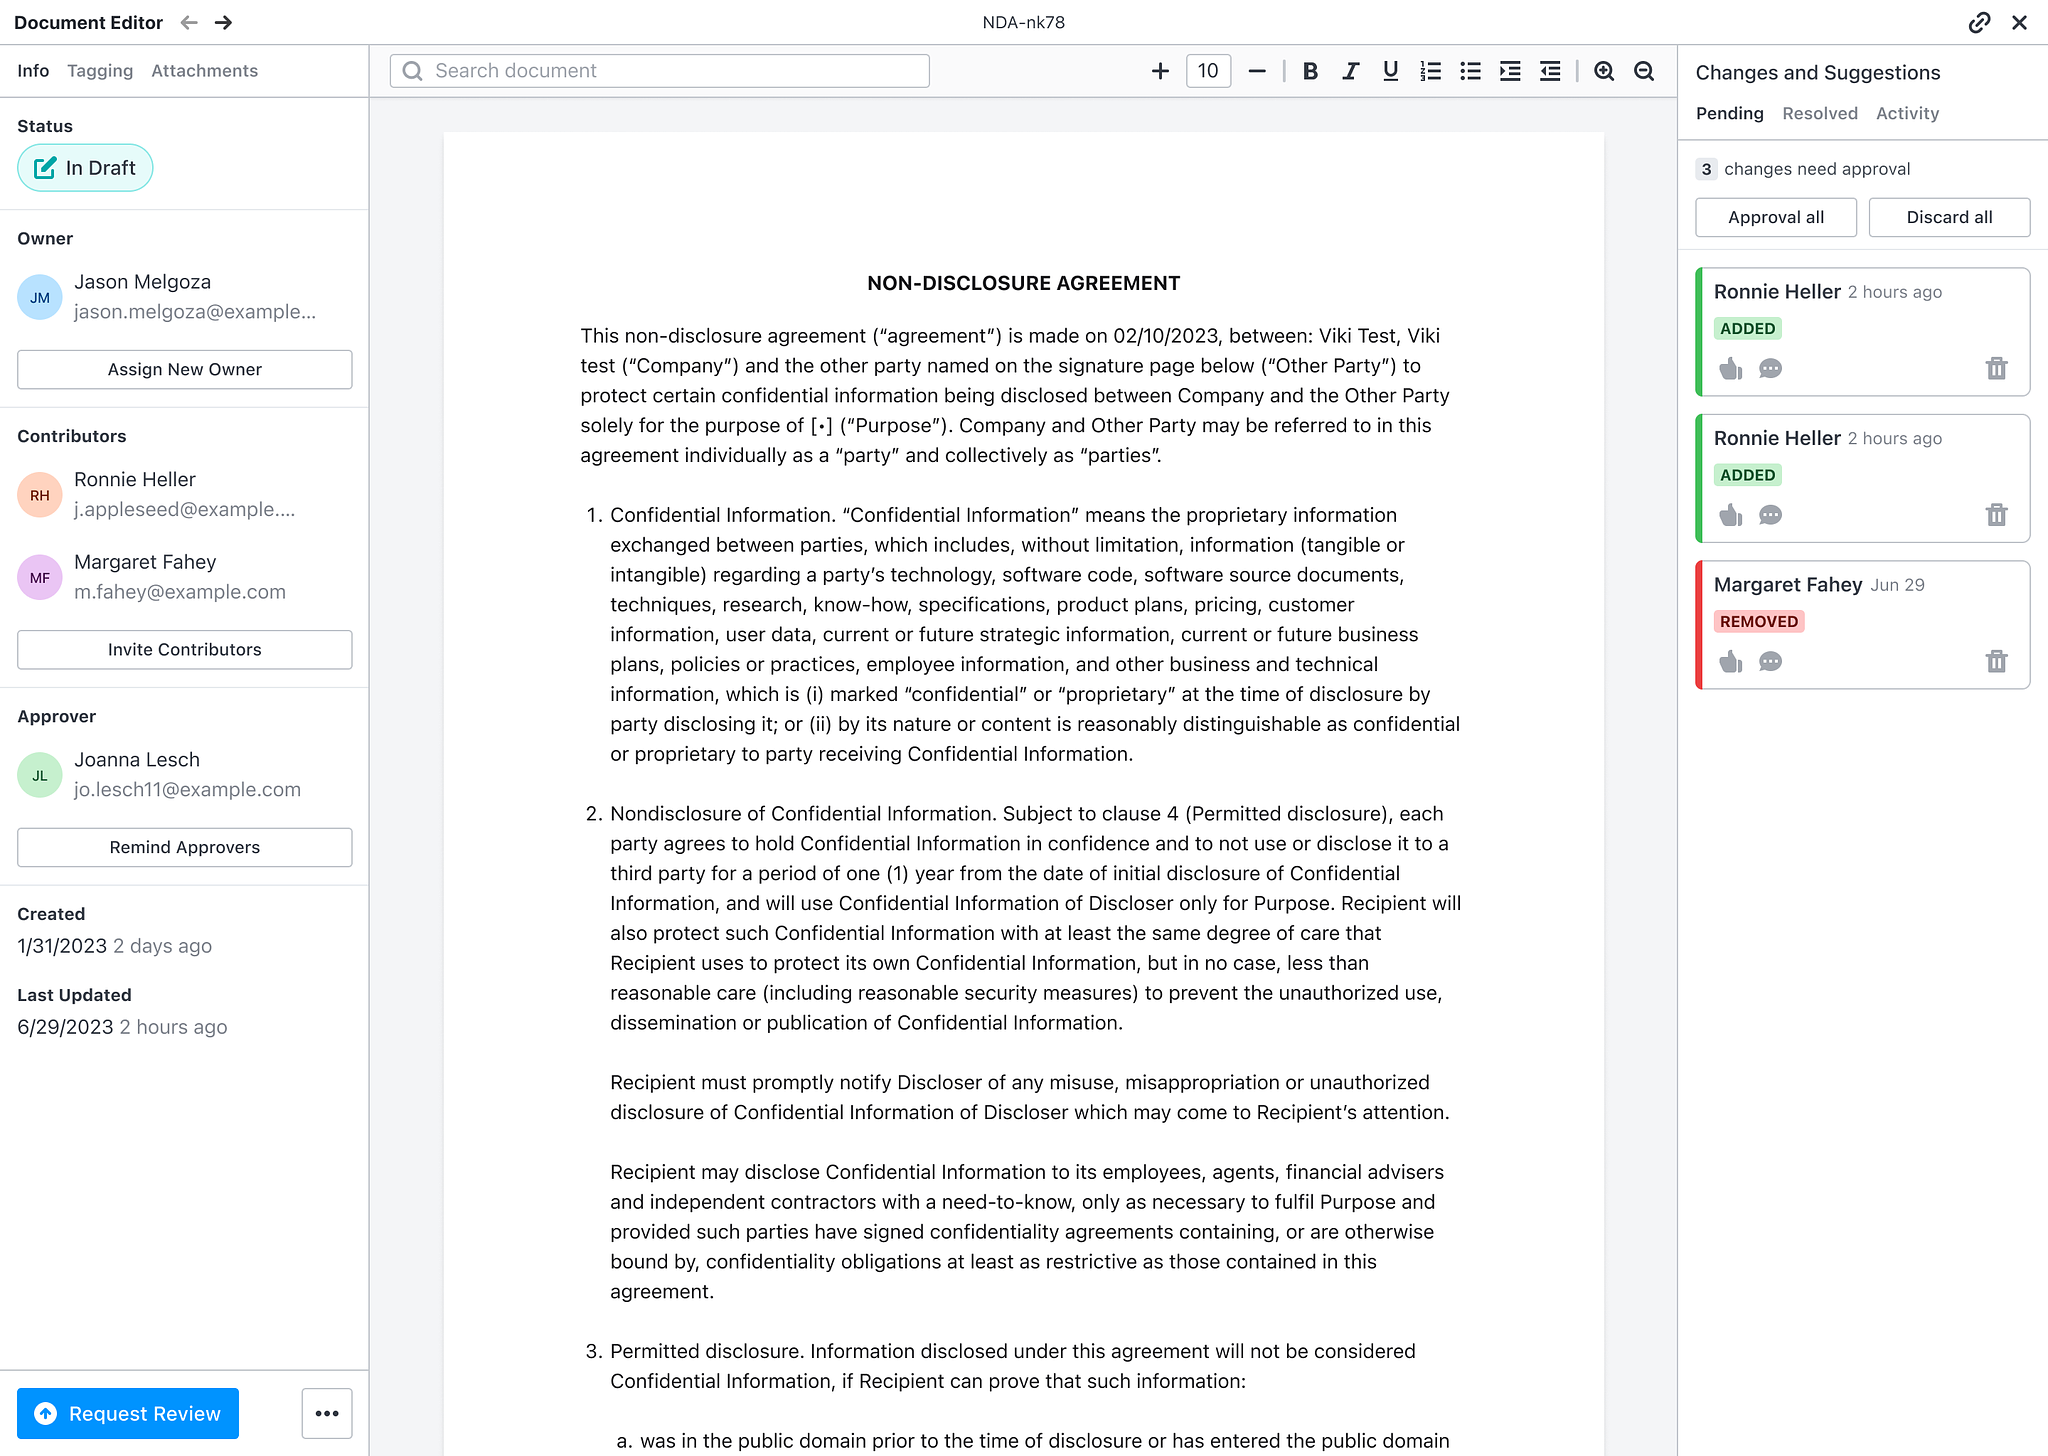 Document Editor
NDA-nk78
Info Tagging Attachments
Status
In Draft
Owner
JM
Jason Melgoza
jason.melgoza@example...
Assign New Owner
Contributors
RH
Ronnie Heller
j.appleseed@example....
MF
Margaret Fahey
m.fahey@example.com
Invite Contributors
Approver
JL
Joanna Lesch
jo.lesch11@example.com
Remind Approvers
Created
1/31/2023 2 days ago
Last Updated
6/29/2023 2 hours ago
Request Review
Search document
10
B I U
NON-DISCLOSURE AGREEMENT
This non-disclosure agreement (“agreement”) is made on 02/10/2023, between: Viki Test, Viki
test (“Company”) and the other party named on the signature page below (“Other Party”) to
protect certain confidential information being disclosed between Company and the Other Party
solely for the purpose of [•] (“Purpose”). Company and Other Party may be referred to in this
agreement individually as a “party” and collectively as “parties”.
1. Confidential Information. “Confidential Information” means the proprietary information
exchanged between parties, which includes, without limitation, information (tangible or
intangible) regarding a party’s technology, software code, software source documents,
techniques, research, know-how, specifications, product plans, pricing, customer
information, user data, current or future strategic information, current or future business
plans, policies or practices, employee information, and other business and technical
information, which is (i) marked “confidential” or “proprietary” at the time of disclosure by
party disclosing it; or (ii) by its nature or content is reasonably distinguishable as confidential
or proprietary to party receiving Confidential Information.
2. Nondisclosure of Confidential Information. Subject to clause 4 (Permitted disclosure), each
party agrees to hold Confidential Information in confidence and to not use or disclose it to a
third party for a period of one (1) year from the date of initial disclosure of Confidential
Information, and will use Confidential Information of Discloser only for Purpose. Recipient will
also protect such Confidential Information with at least the same degree of care that
Recipient uses to protect its own Confidential Information, but in no case, less than
reasonable care (including reasonable security measures) to prevent the unauthorized use,
dissemination or publication of Confidential Information.
Recipient must promptly notify Discloser of any misuse, misappropriation or unauthorized
disclosure of Confidential Information of Discloser which may come to Recipient’s attention.
Recipient may disclose Confidential Information to its employees, agents, financial advisers
and independent contractors with a need-to-know, only as necessary to fulfil Purpose and
provided such parties have signed confidentiality agreements containing, or are otherwise
bound by, confidentiality obligations at least as restrictive as those contained in this
agreement.
3. Permitted disclosure. Information disclosed under this agreement will not be considered
Confidential Information, if Recipient can prove that such information:
a. was in the public domain prior to the time of disclosure or has entered the public domain
Changes and Suggestions
Pending Resolved Activity
3 changes need approval
Approval all
Discard all
Ronnie Heller 2 hours ago
ADDED
Ronnie Heller 2 hours ago
ADDED
Margaret Fahey Jun 29
REMOVED